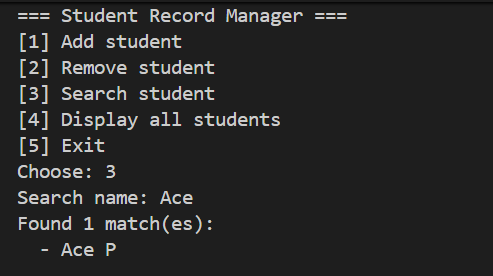 === Student Record Manager ===
[1] Add student
[2] Remove student
[3] Search student
[4] Display all students
[5] Exit
Choose: 3
Search name: Ace
Found 1 match(es):
  - Ace P